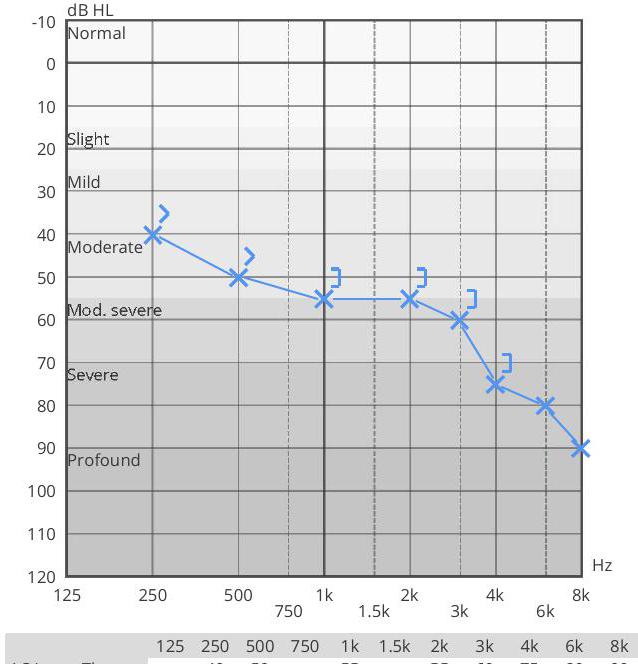 dB HL
-10
Normal
0
10
Slight
20
Mild
30
40
Moderate
50
Mod. severe
60
70
Severe
80
90
Profound
100
110
120
Hz
125 250 500 1k 2k 4k 8k
750 1.5k 3k 6k
125 250 500 750 1k 1.5k 2k 3k 4k 6k 8k